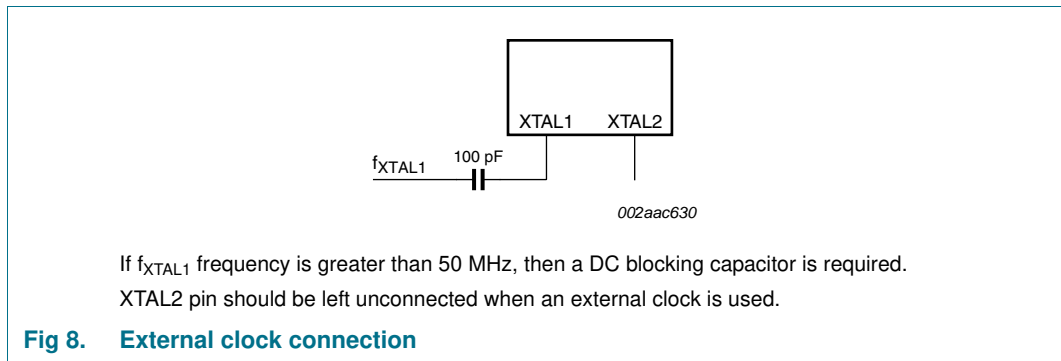 XTAL1 XTAL2
fXTAL1 100 pF
002aac630
If fXTAL1 frequency is greater than 50 MHz, then a DC blocking capacitor is required.
XTAL2 pin should be left unconnected when an external clock is used.
Fig 8. External clock connection